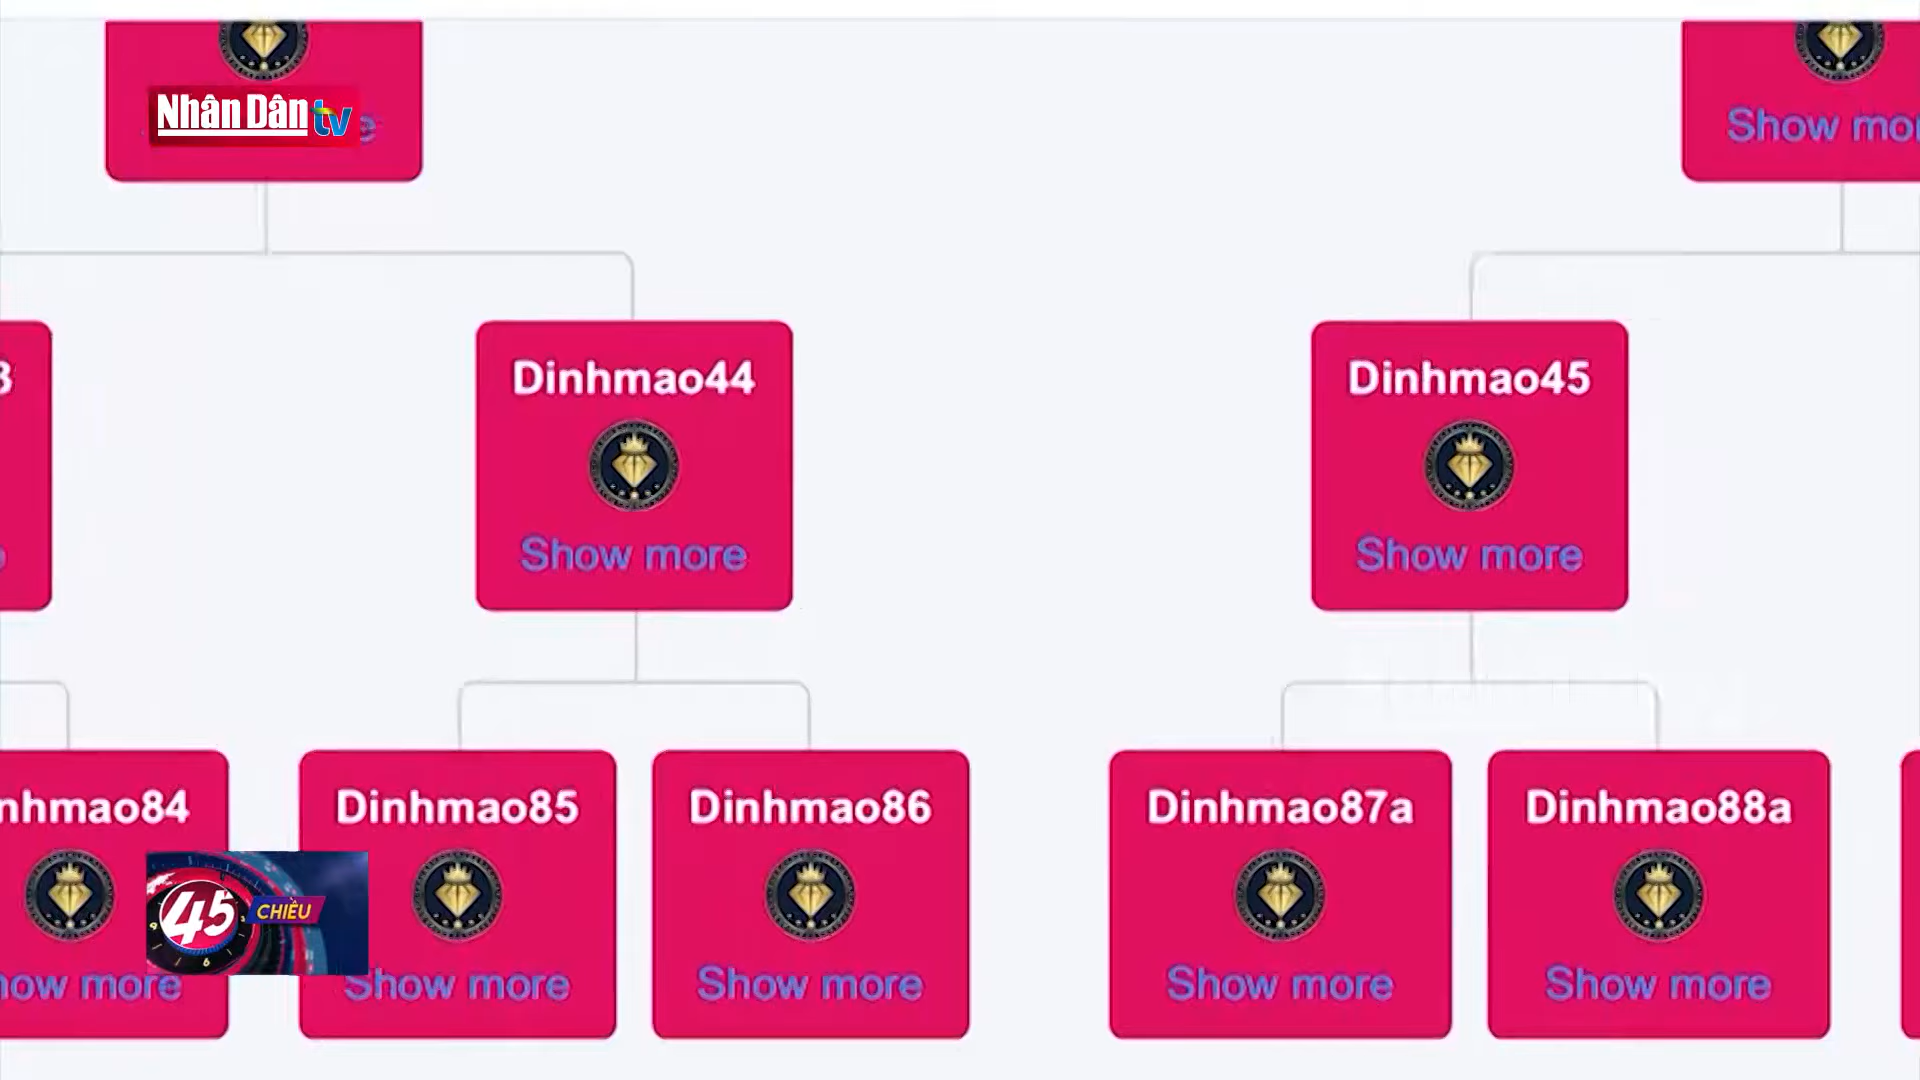 Nhân Dân tv
Show mor
Dinhmao44
Show more
Dinhmao45
Show more
nhmao84
how more
Dinhmao85
Show more
Dinhmao86
Show more
Dinhmao87a
Show more
Dinhmao88a
Show more
45 CHIỀU